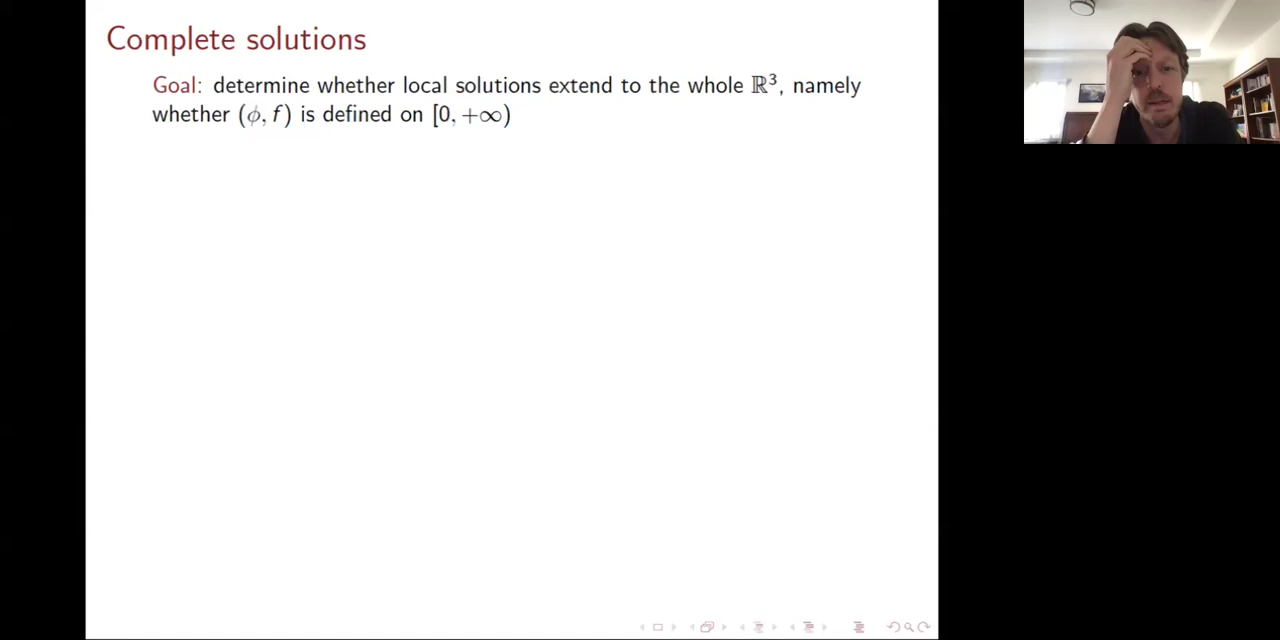 Complete solutions
Goal: determine whether local solutions extend to the whole ℝ³, namely
whether (ϕ, f) is defined on [0, +∞)